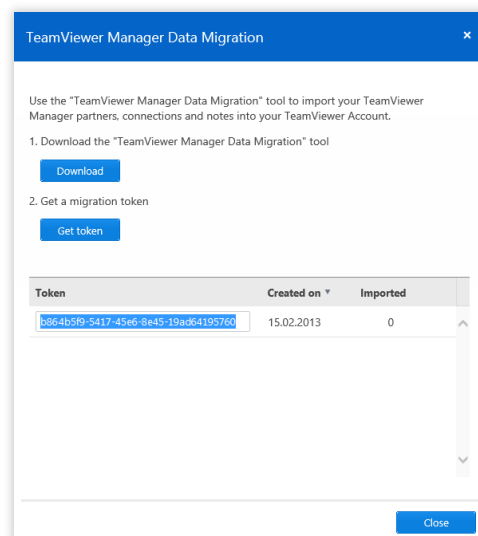 TeamViewer Manager Data Migration
Use the "TeamViewer Manager Data Migration" tool to import your TeamViewer
Manager partners, connections and notes into your TeamViewer Account.
1. Download the "TeamViewer Manager Data Migration" tool
Download
2. Get a migration token
Get token
Token Created on Imported
b864b5f9-5417-45e6-8e45-19ad64195760 15.02.2013 0
Close